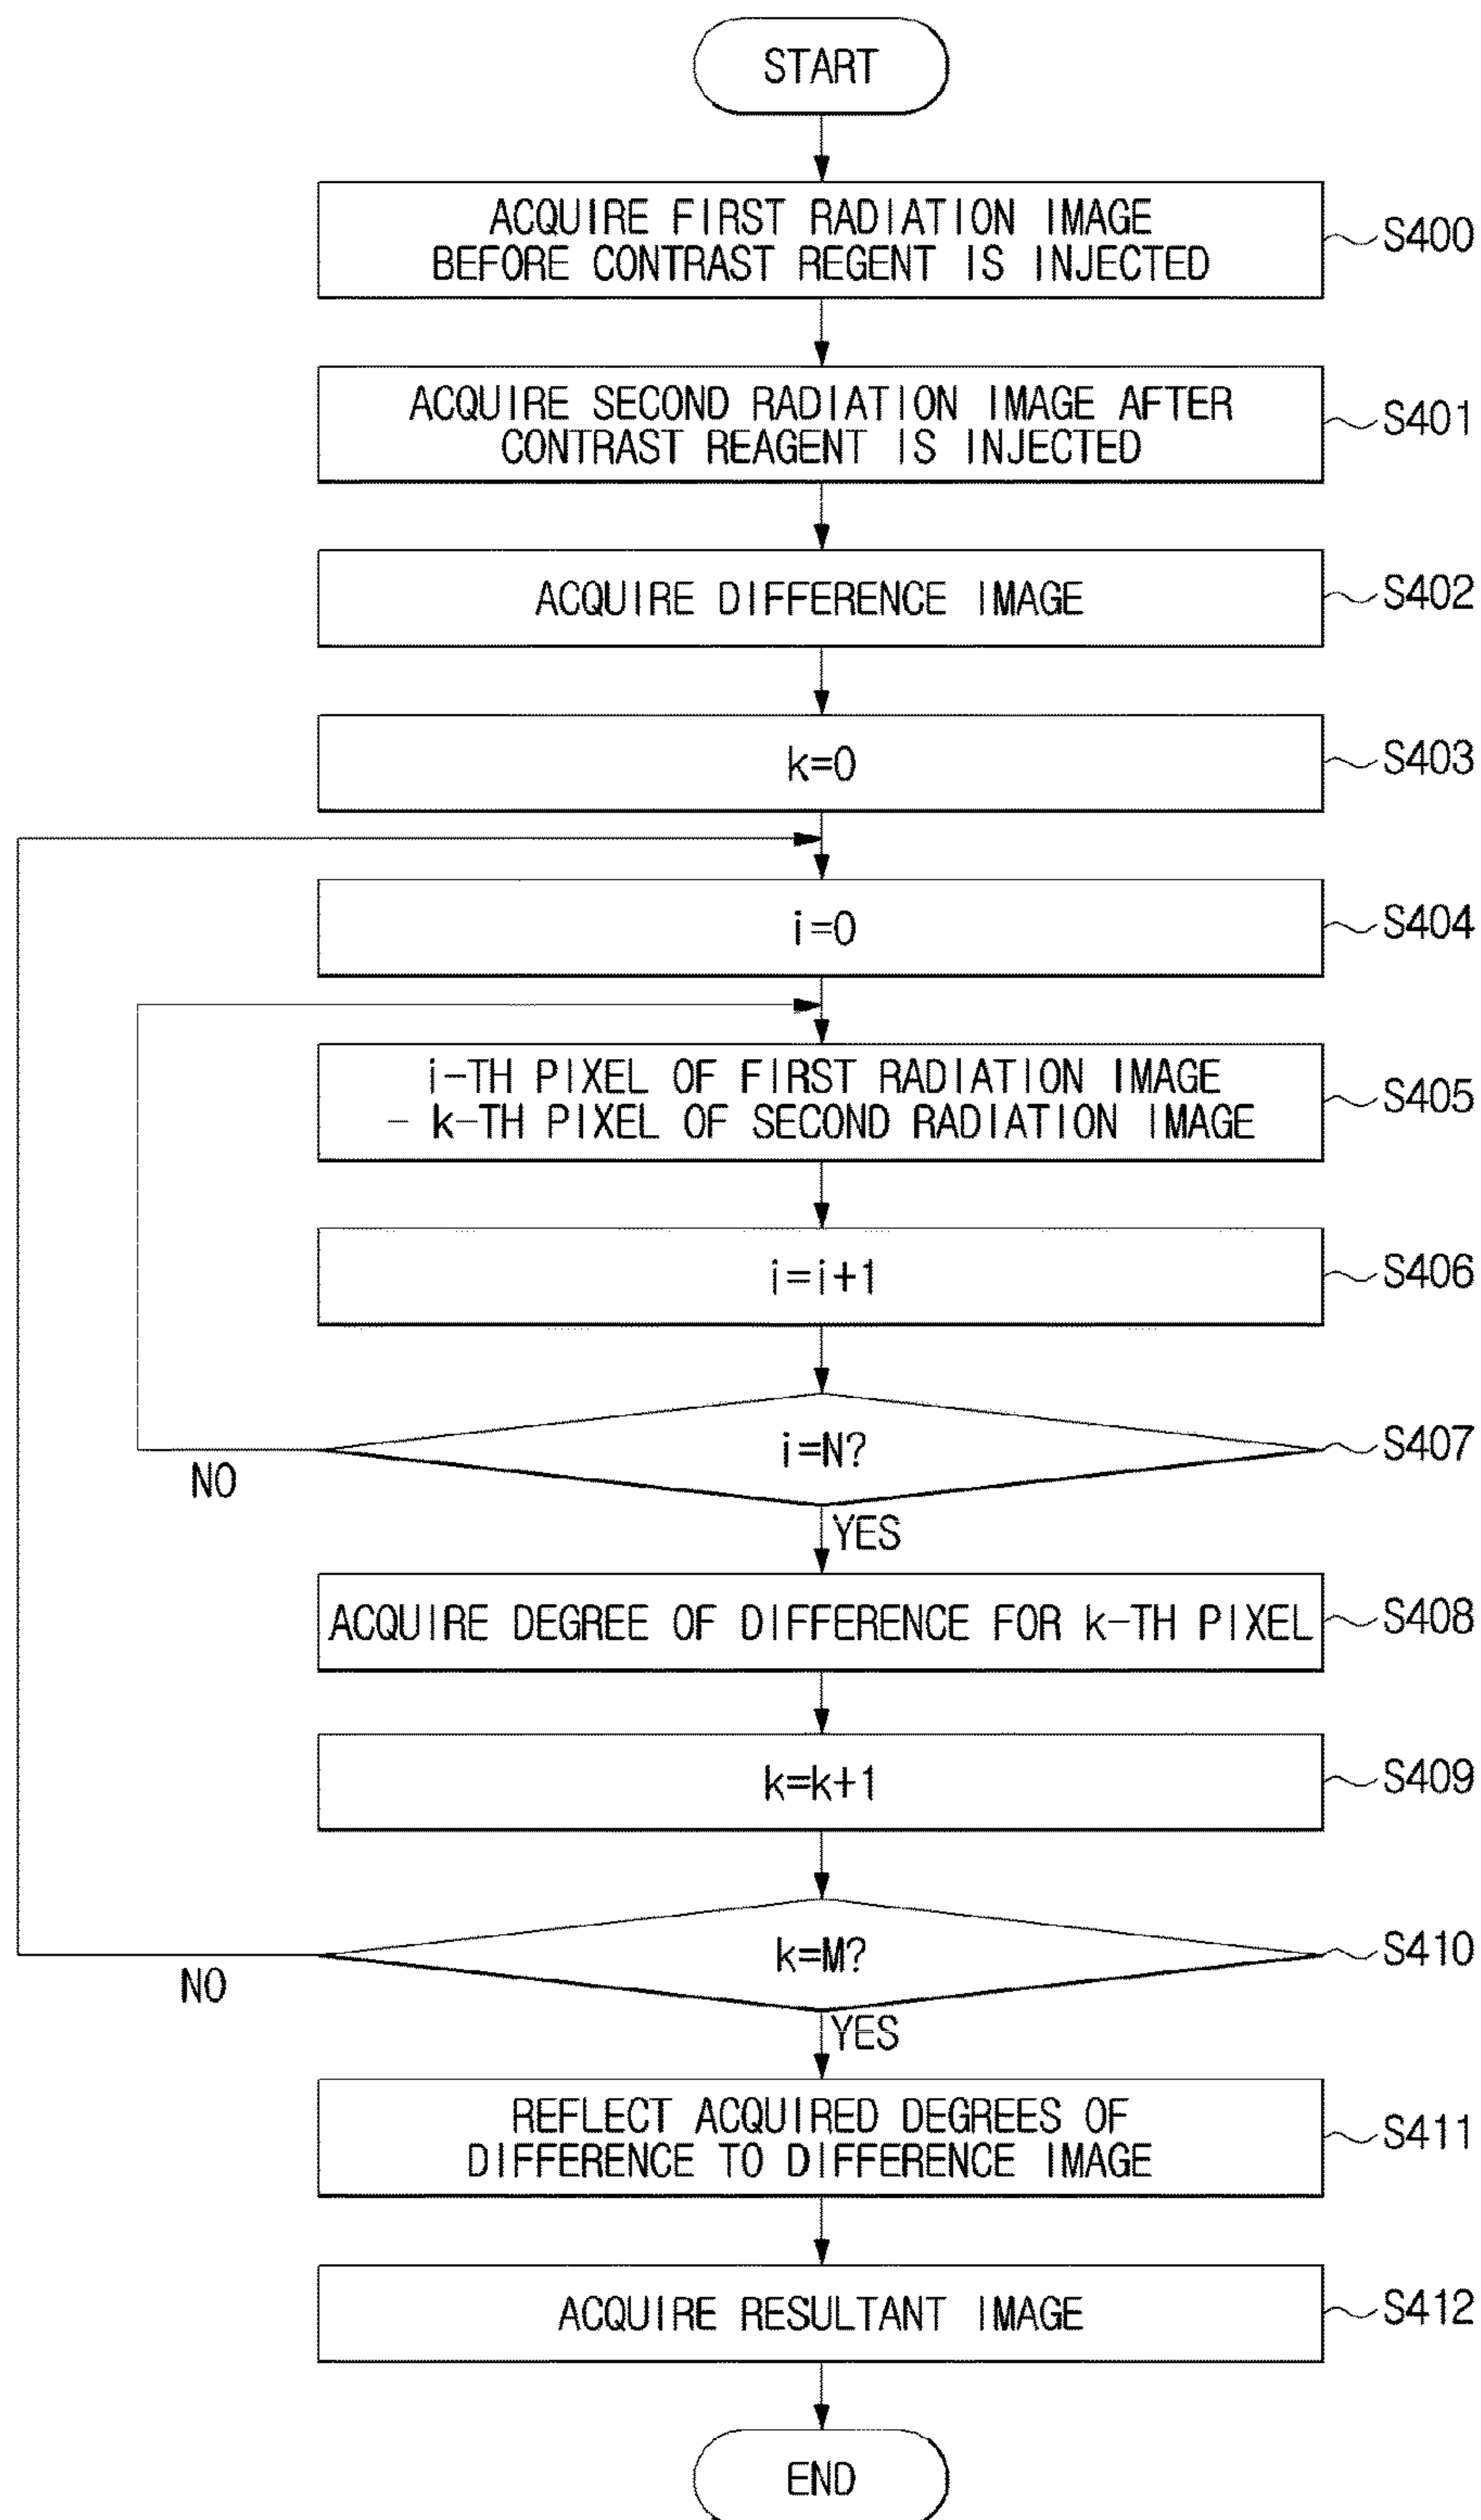 START
ACQUIRE FIRST RADIATION IMAGE
BEFORE CONTRAST REGENT IS INJECTED
S400
ACQUIRE SECOND RADIATION IMAGE AFTER
CONTRAST REAGENT IS INJECTED
S401
ACQUIRE DIFFERENCE IMAGE
S402
k=0
S403
i=0
S404
i-TH PIXEL OF FIRST RADIATION IMAGE
- k-TH PIXEL OF SECOND RADIATION IMAGE
S405
i=i+1
S406
i=N?
S407
NO
YES
ACQUIRE DEGREE OF DIFFERENCE FOR k-TH PIXEL
S408
k=k+1
S409
k=M?
S410
NO
YES
REFLECT ACQUIRED DEGREES OF
DIFFERENCE TO DIFFERENCE IMAGE
S411
ACQUIRE RESULTANT IMAGE
S412
END